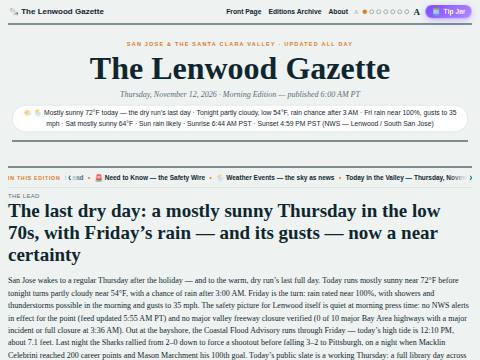 The Lenwood Gazette
Front Page Editions Archive About A A Tip Jar
SAN JOSE & THE SANTA CLARA VALLEY · UPDATED ALL DAY
The Lenwood Gazette
Thursday, November 12, 2026 · Morning Edition — published 6:00 AM PT
Mostly sunny 72°F today — the dry run's last day · Tonight partly cloudy, low 54°F, rain chance after 3 AM · Fri rain near 100%, gusts to 35
mph · Sat mostly sunny 64°F · Sun rain likely · Sunrise 6:44 AM PST · Sunset 4:59 PM PST (NWS — Lenwood / South San Jose)
IN THIS EDITION ‹ ead • Need to Know — the Safety Wire • Weather Events — the sky as news • Today in the Valley — Thursday, Novem ›
THE LEAD
The last dry day: a mostly sunny Thursday in the low
70s, with Friday's rain — and its gusts — now a near
certainty
San Jose wakes to a regular Thursday after the holiday — and to the warm, dry run's last full day. Today turns mostly sunny near 72°F before
tonight turns partly cloudy near 54°F, with a chance of rain after 3:00 AM. Friday is the turn: rain rated near 100%, with showers and
thunderstorms possible in the morning and gusts to 35 mph. The safety picture for Lenwood itself is quiet at morning press time: no NWS alerts
in effect for the point (feed updated 5:55 AM PT) and no major valley freeway closure verified (0 of 10 major Bay Area highways with a major
incident or full closure at 3:36 AM). Out at the bayshore, the Coastal Flood Advisory runs through Friday — today's high tide is 12:10 PM,
about 7.1 feet. Last night the Sharks rallied from 2–0 down to force a shootout before falling 3–2 to Pittsburgh, on a night when Macklin
Celebrini reached 200 career points and Mason Marchment his 100th goal. Today's public slate is a working Thursday: a full library day across